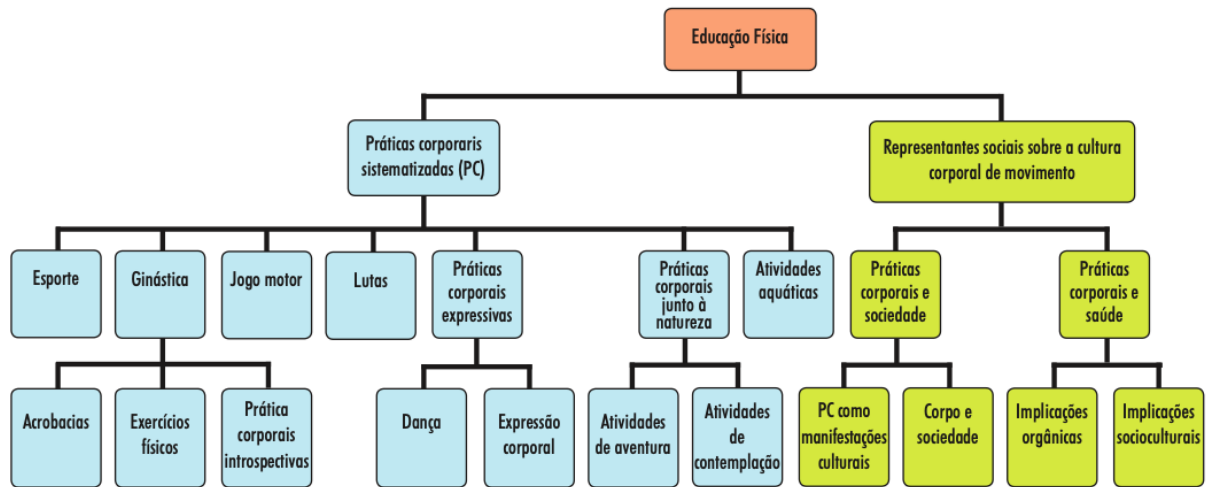 Educação Física
Práticas corporaris
sistematizadas (PC)
Representantes sociais sobre a cultura
corporal de movimento
Esporte
Ginástica
Jogo motor
Lutas
Práticas
corporais
expressivas
Práticas
corporais
junto à
natureza
Atividades
aquáticas
Práticas
corporais e
sociedade
Práticas
corporais e
saúde
Acrobacias
Exercícios
físicos
Prática
corporais
introspectivas
Dança
Expressão
corporal
Atividades
de aventura
Atividades
de
contemplação
PC como
manifestações
culturais
Corpo e
sociedade
Implicações
orgânicas
Implicações
socioculturais